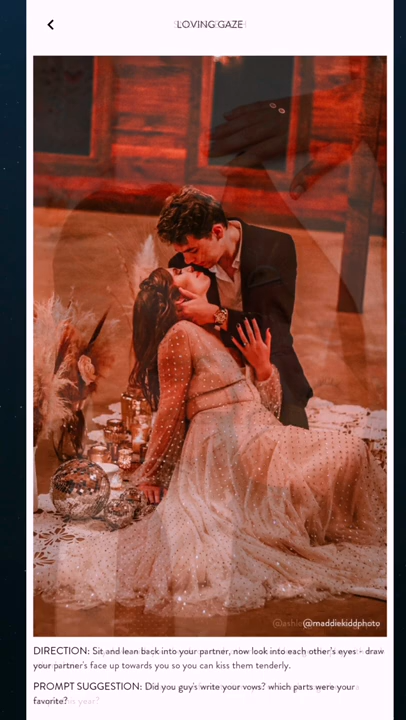 LOVING GAZE
@maddiekiddphoto
DIRECTION: Sit and lean back into your partner, now look into each other's eyes - draw
your partner's face up towards you so you can kiss them tenderly.
PROMPT SUGGESTION: Did you guy's write your vows? which parts were your
favorite?